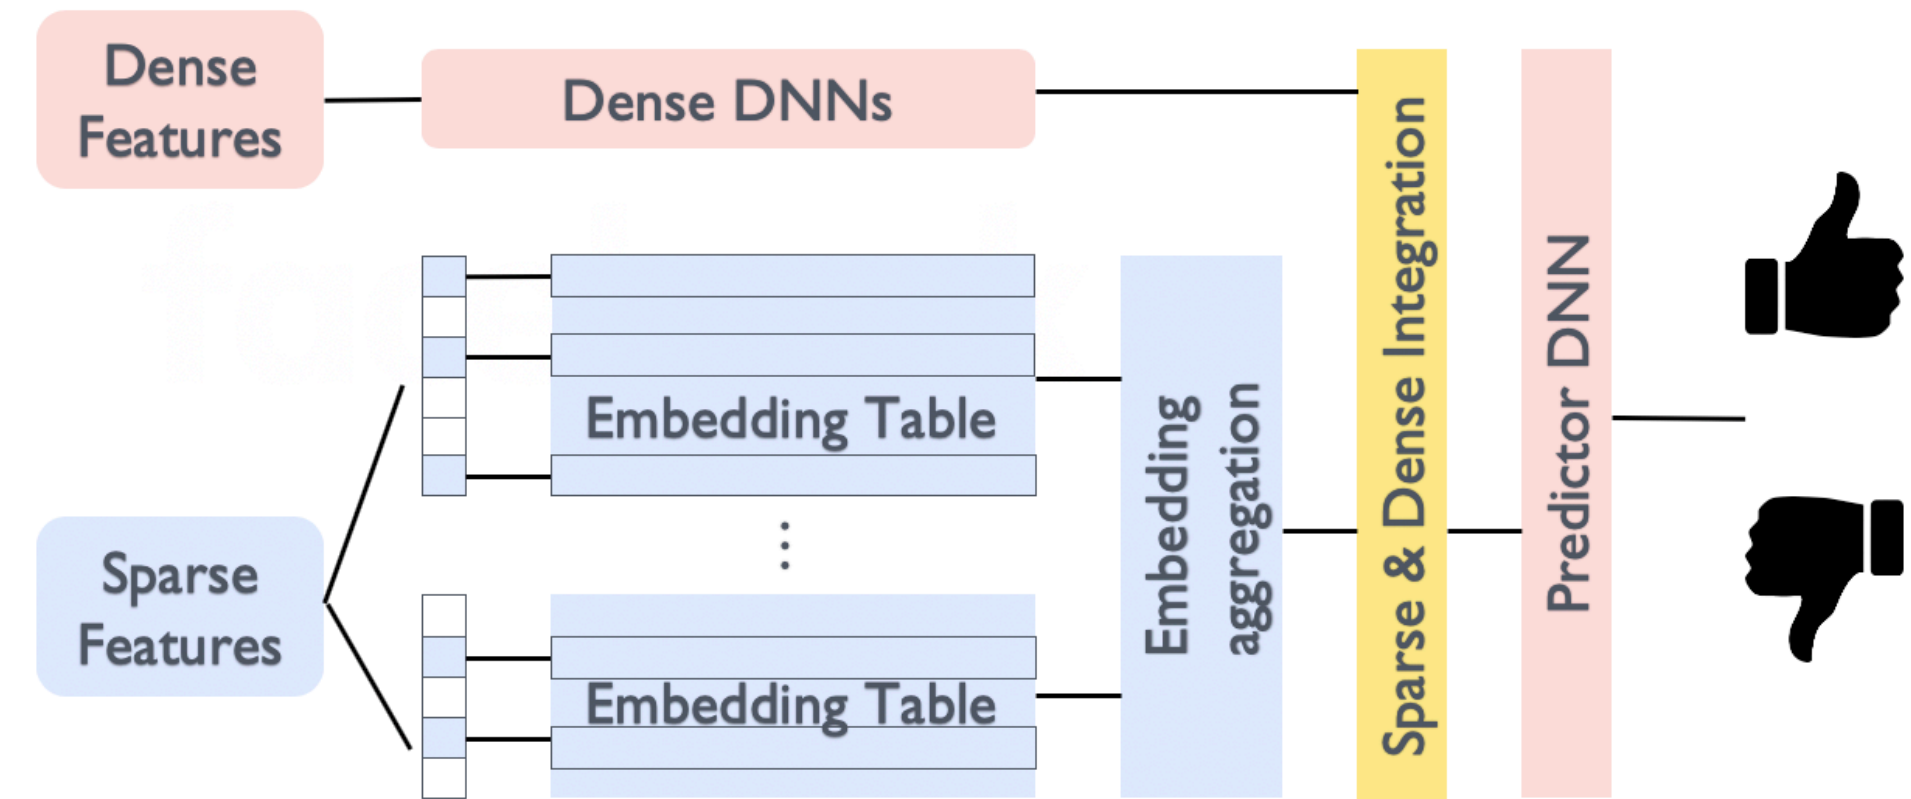 Dense
Features
Dense DNNs
Embedding Table
Sparse
Features
Embedding Table
Embedding
aggregation
Sparse & Dense Integration
Predictor DNN